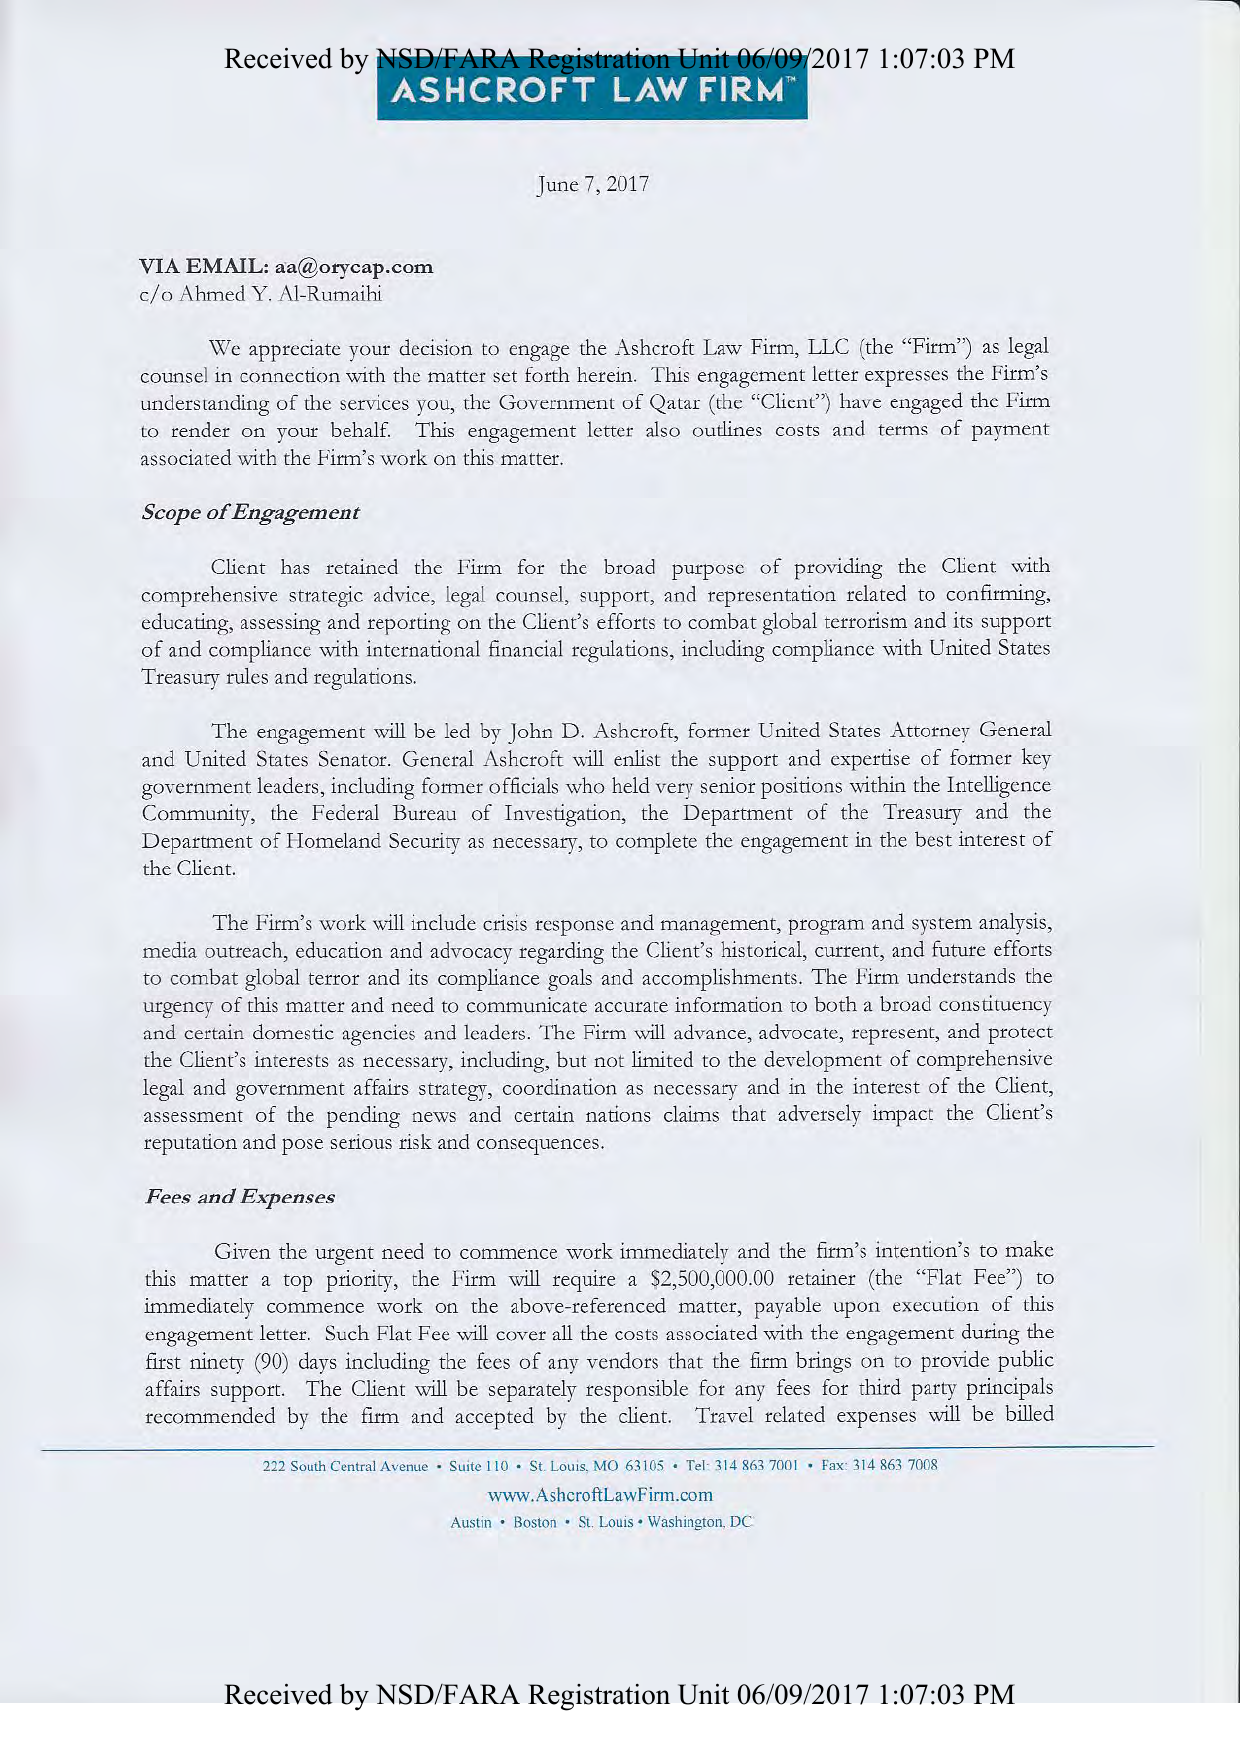 Received by NSD/FARA Registration Unit 06/09/2017 1:07:03 PM
ASHCROFT LAW FIRM™
June 7, 2017
VIA EMAIL: aa@orycap.com
c/o Ahmed Y. Al-Rumaihi
We appreciate your decision to engage the Ashcroft Law Firm, LLC (the “Firm”) as legal
counsel in connection with the matter set forth herein. This engagement letter expresses the Firm’s
understanding of the services you, the Government of Qatar (the “Client”) have engaged the Firm
to render on your behalf. This engagement letter also outlines costs and terms of payment
associated with the Firm’s work on this matter.
Scope of Engagement
Client has retained the Firm for the broad purpose of providing the Client with
comprehensive strategic advice, legal counsel, support, and representation related to confirming,
educating, assessing and reporting on the Client’s efforts to combat global terrorism and its support
of and compliance with international financial regulations, including compliance with United States
Treasury rules and regulations.
The engagement will be led by John D. Ashcroft, former United States Attorney General
and United States Senator. General Ashcroft will enlist the support and expertise of former key
government leaders, including former officials who held very senior positions within the Intelligence
Community, the Federal Bureau of Investigation, the Department of the Treasury and the
Department of Homeland Security as necessary, to complete the engagement in the best interest of
the Client.
The Firm’s work will include crisis response and management, program and system analysis,
media outreach, education and advocacy regarding the Client’s historical, current, and future efforts
to combat global terror and its compliance goals and accomplishments. The Firm understands the
urgency of this matter and need to communicate accurate information to both a broad constituency
and certain domestic agencies and leaders. The Firm will advance, advocate, represent, and protect
the Client’s interests as necessary, including, but not limited to the development of comprehensive
legal and government affairs strategy, coordination as necessary and in the interest of the Client,
assessment of the pending news and certain nations claims that adversely impact the Client’s
reputation and pose serious risk and consequences.
Fees and Expenses
Given the urgent need to commence work immediately and the firm’s intention’s to make
this matter a top priority, the Firm will require a $2,500,000.00 retainer (the “Flat Fee”) to
immediately commence work on the above-referenced matter, payable upon execution of this
engagement letter. Such Flat Fee will cover all the costs associated with the engagement during the
first ninety (90) days including the fees of any vendors that the firm brings on to provide public
affairs support. The Client will be separately responsible for any fees for third party principals
recommended by the firm and accepted by the client. Travel related expenses will be billed
222 South Central Avenue • Suite 110 • St. Louis, MO 63105 • Tel: 314 863 7001 • Fax: 314 863 7008
www.AshcroftLawFirm.com
Austin • Boston • St. Louis • Washington, DC
Received by NSD/FARA Registration Unit 06/09/2017 1:07:03 PM